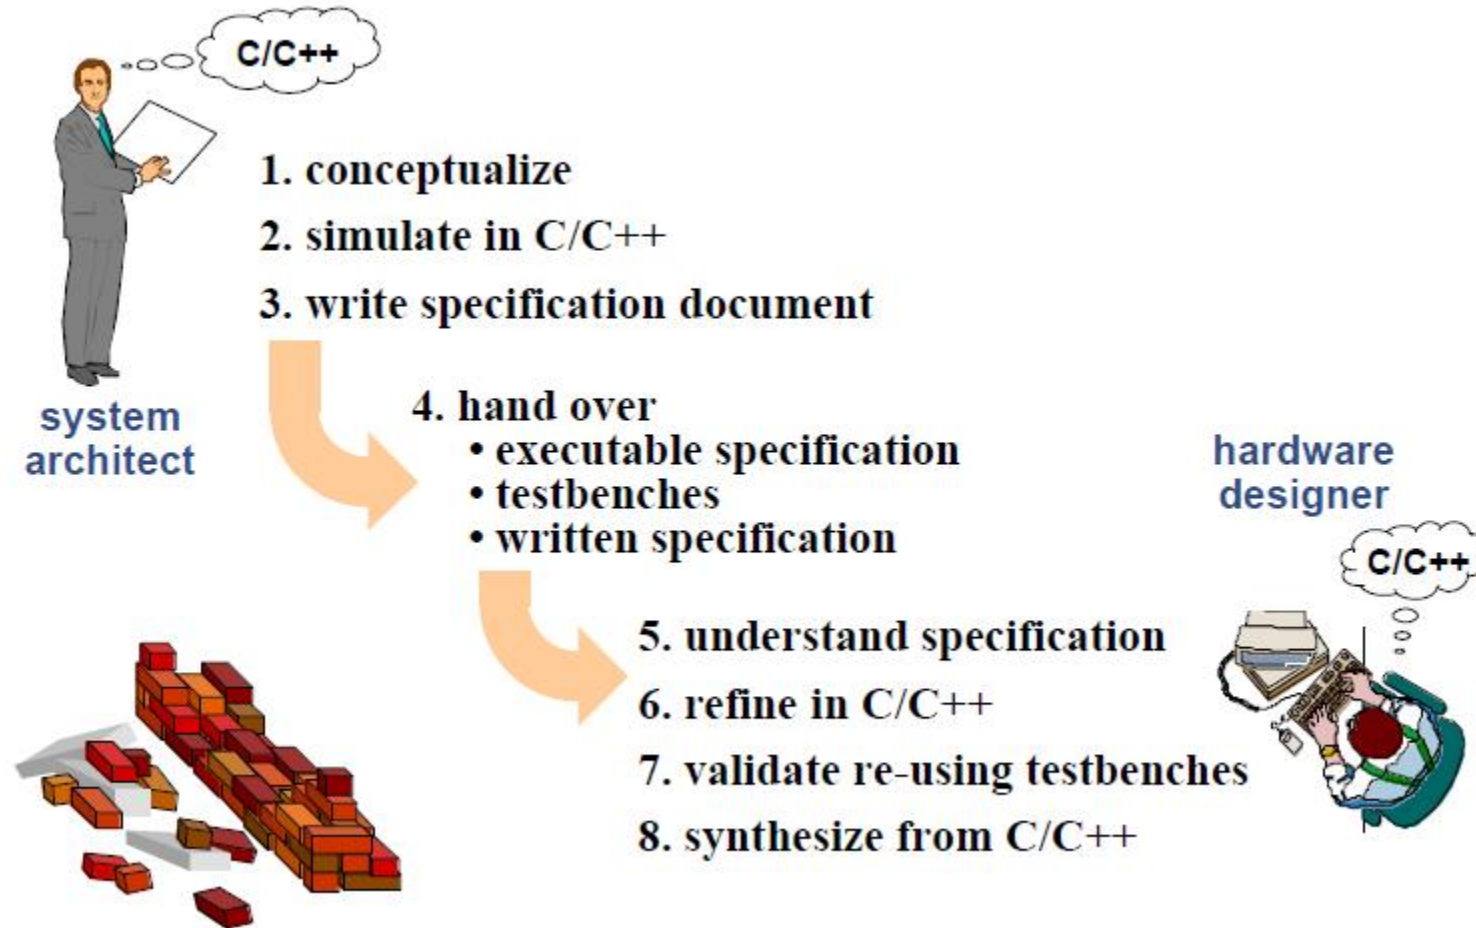 C/C++
1. conceptualize
2. simulate in C/C++
3. write specification document
system
architect
4. hand over
• executable specification
• testbenches
• written specification
hardware
designer
C/C++
5. understand specification
6. refine in C/C++
7. validate re-using testbenches
8. synthesize from C/C++